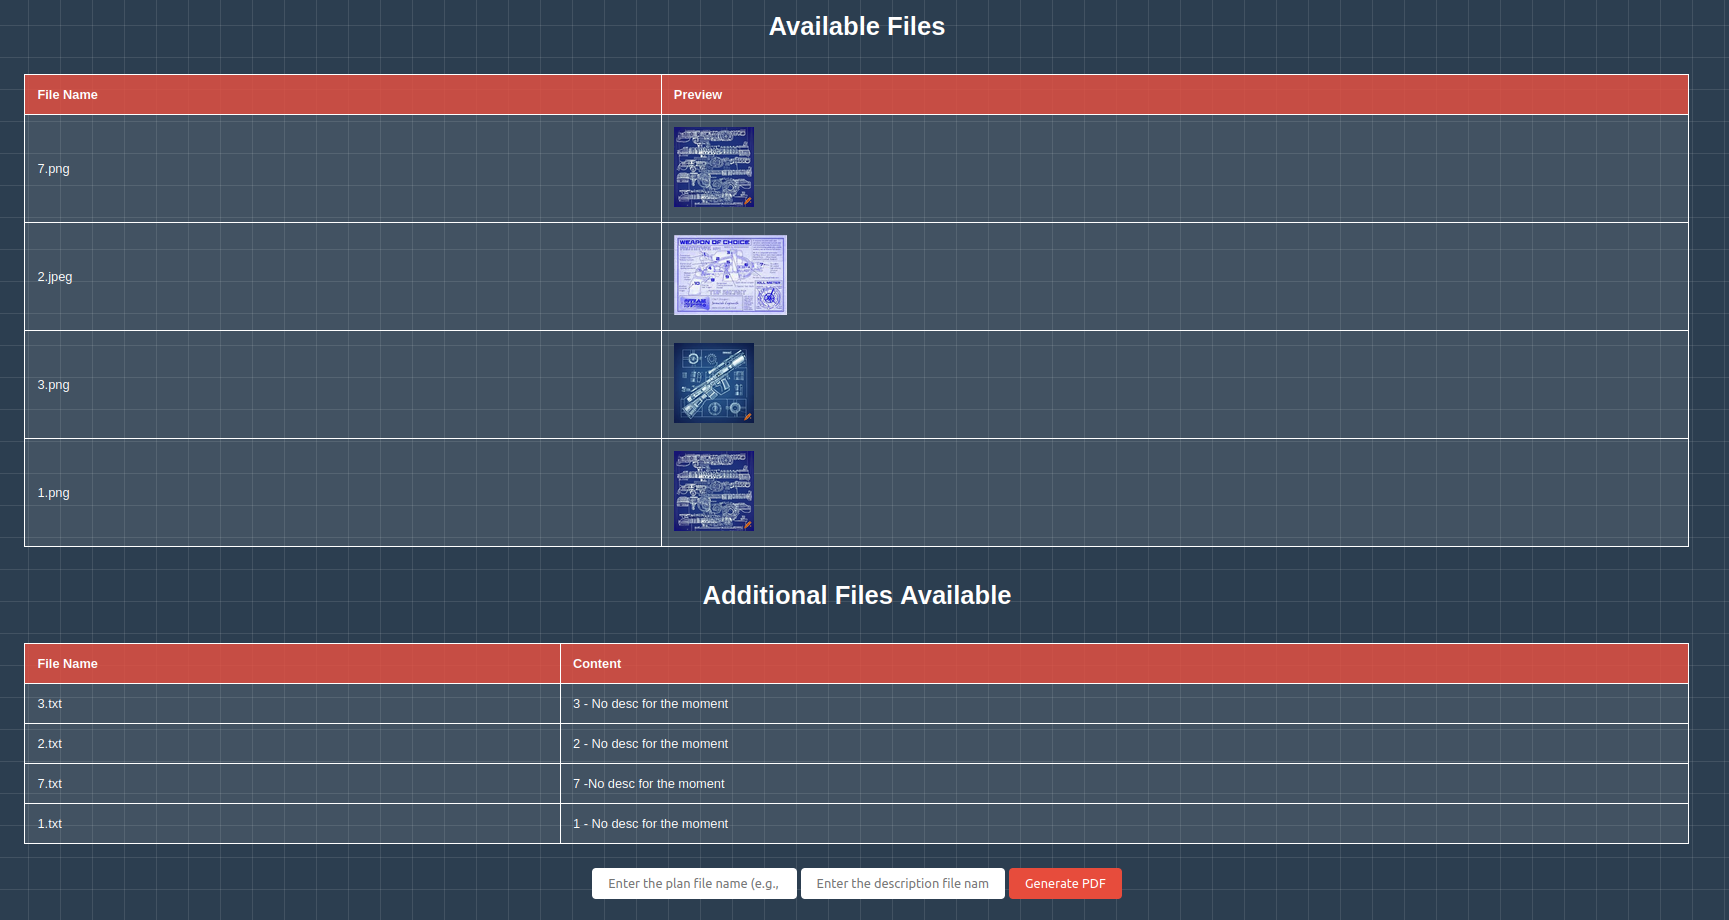 Available Files
File Name Preview
7.png
2.jpeg
WEAPON OF CHOICE
3.png
1.png
Additional Files Available
File Name Content
3.txt 3 - No desc for the moment
2.txt 2 - No desc for the moment
7.txt 7 -No desc for the moment
1.txt 1 - No desc for the moment
Enter the plan file name (e.g., Enter the description file nam Generate PDF